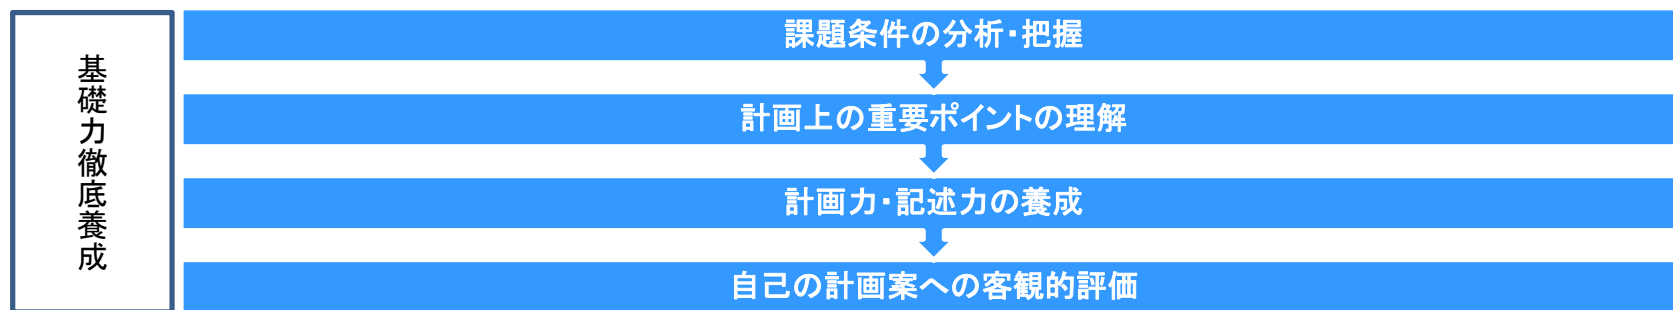 基礎力徹底養成
課題条件の分析・把握
計画上の重要ポイントの理解
計画力・記述力の養成
自己の計画案への客観的評価